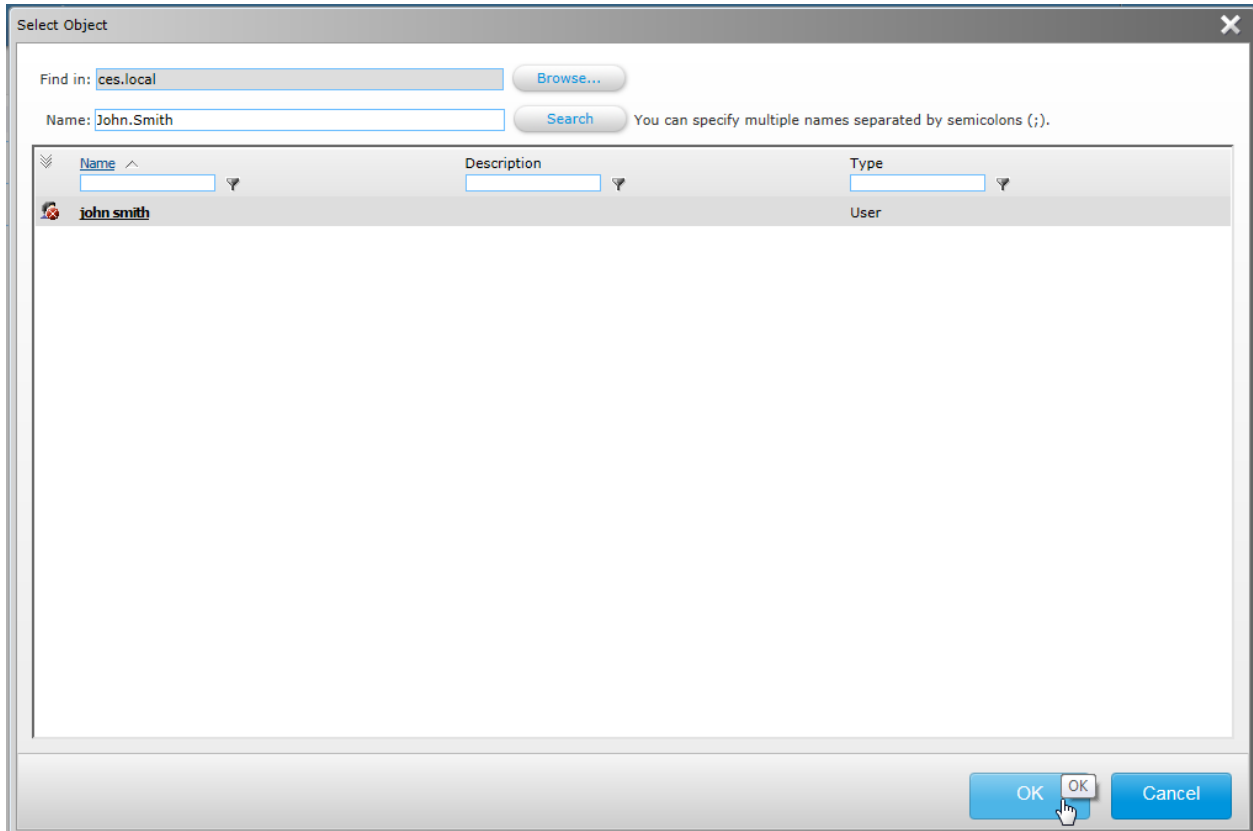 Select Object
Find in: ces.local Browse...
Name: John.Smith Search You can specify multiple names separated by semicolons (;).
Name Description Type
john smith User
OK OK Cancel